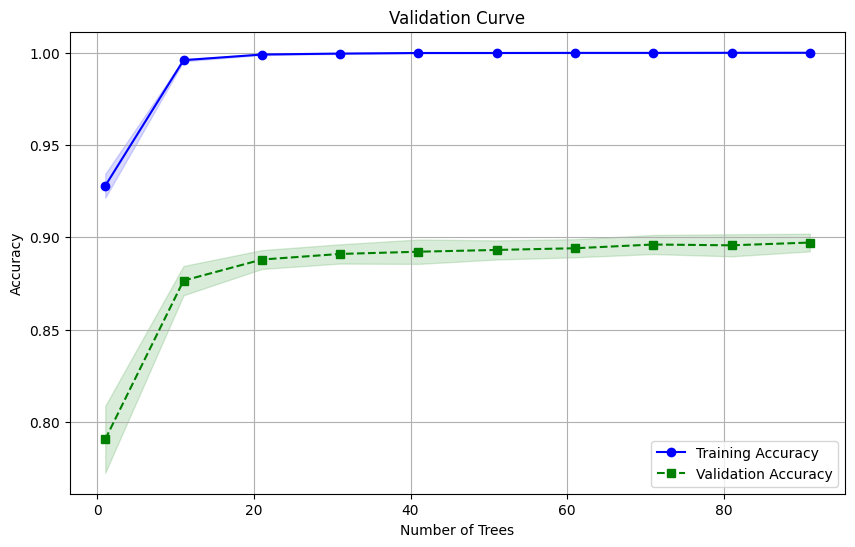 Validation Curve
1.00
0.95
0.90
0.85
0.80
Accuracy
0
20
40
60
80
Number of Trees
Training Accuracy
Validation Accuracy